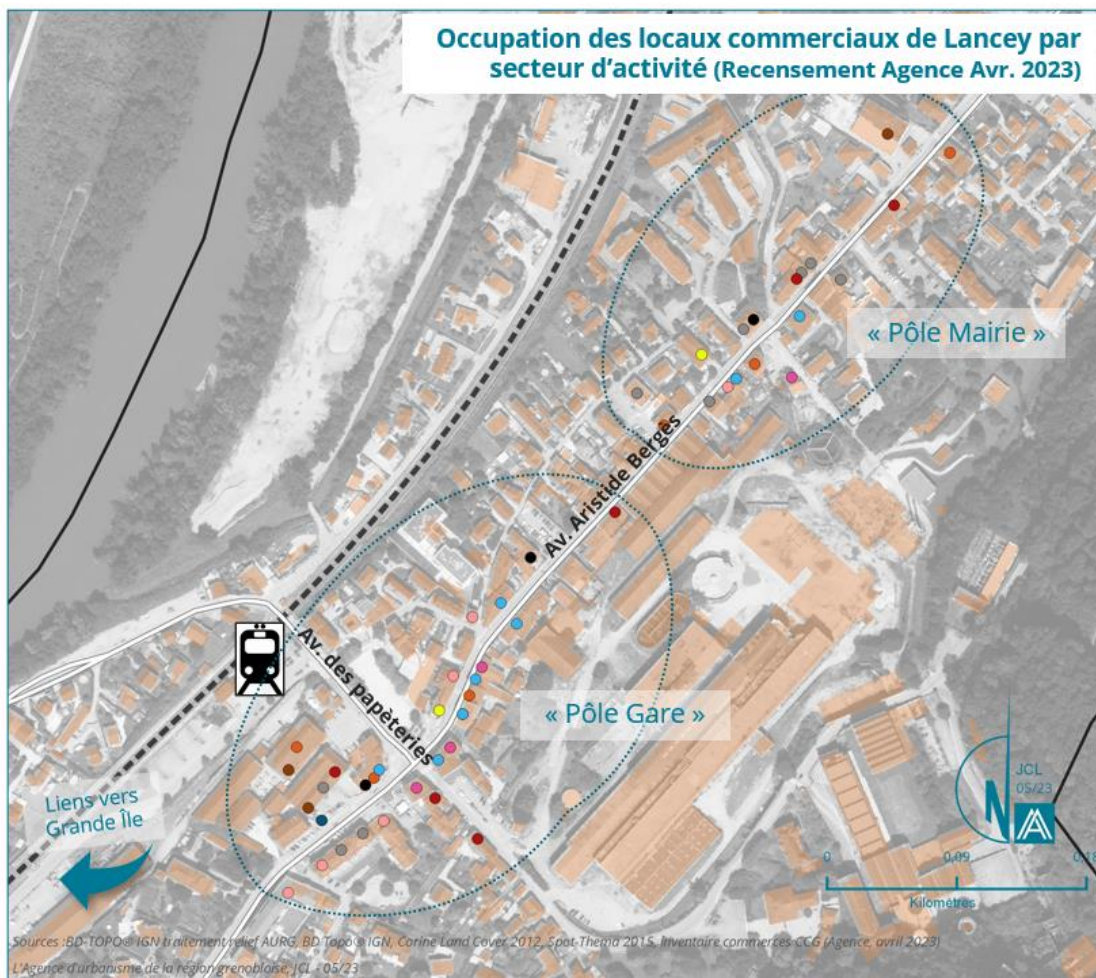 Occupation des locaux commerciaux de Lancey par
secteur d'activité (Recensement Agence Avr. 2023)
« Pôle Mairie »
Av. Aristide Bergès
Av. des papèteries
« Pôle Gare »
Liens vers
Grande Île
N
JCL
05/23
0
0,09
0,18
Kilomètres
Sources :BD-TOPO® IGN traitement relief AURG, BD Topo® IGN, Corine Land Cover 2012, Spot-Thema 2015, Inventaire commerces CCG (Agence, avril 2023)
L'Agence d'urbanisme de la région grenobloise, JCL - 05/23